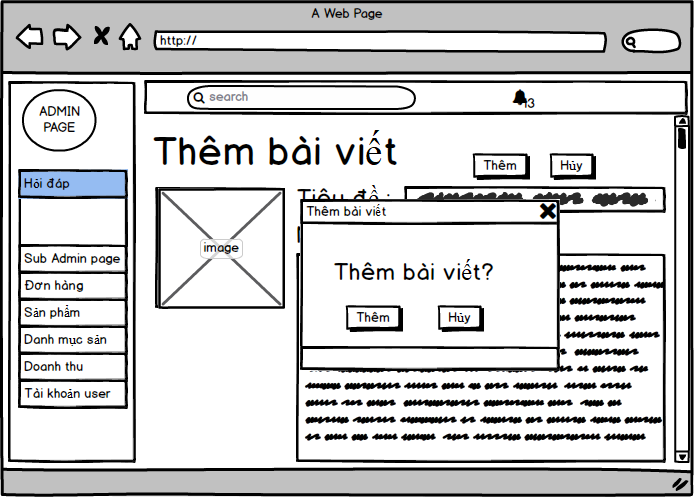 A Web Page
http://
search
13
ADMIN
PAGE
Thêm bài viết
Thêm
Hủy
Hỏi đáp
Tiêu đề :
image
Thêm bài viết
Thêm bài viết?
Thêm
Hủy
Sub Admin page
Đơn hàng
Sản phẩm
Danh mục sản
Doanh thu
Tài khoản user